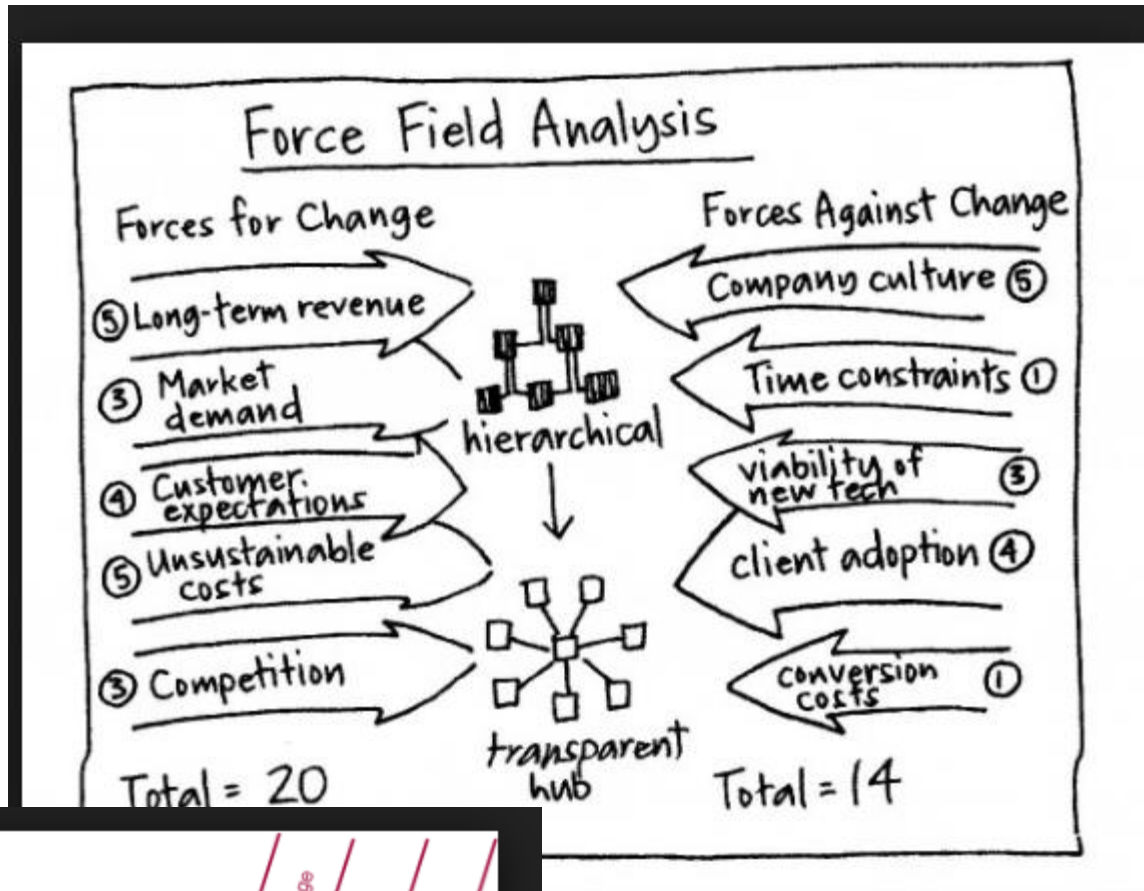 Force Field Analysis
Forces for Change
⑤ Long-term revenue
③ Market
demand
④ Customer
expectations
⑤ Unsustainable
costs
③ Competition
Total = 20
hierarchical
transparent
hub
Forces Against Change
Company culture ⑤
Time constraints ①
viability of
new tech ③
client adoption ④
conversion
costs ①
Total = 14
ge